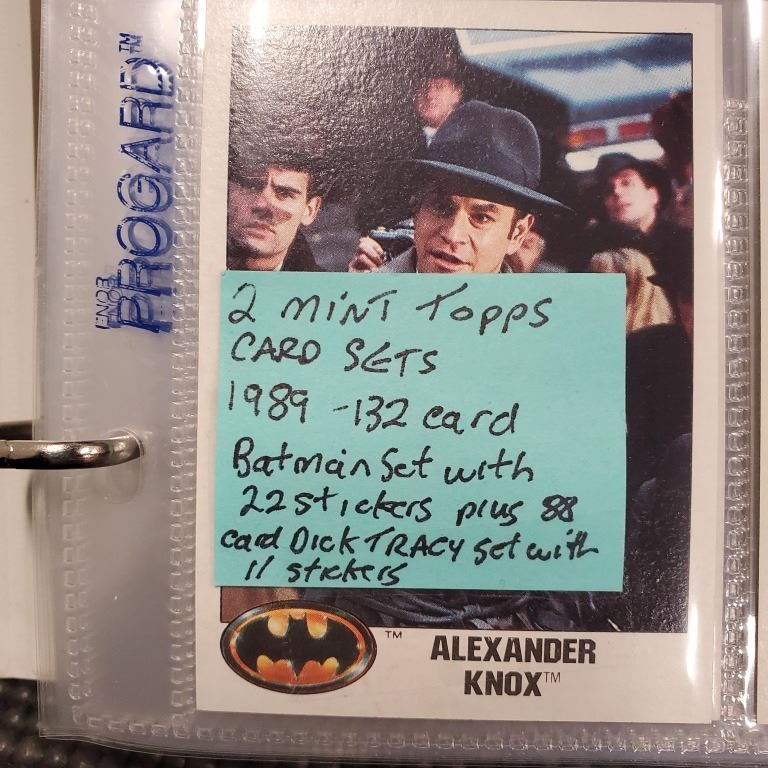 PROGARD™
2 MINT TOPPS
CARD SETS
1989 -132 card
Batman Set with
22 stickers plus 88
card DICK TRACY set with
11 stickers
™ ALEXANDER
KNOX™